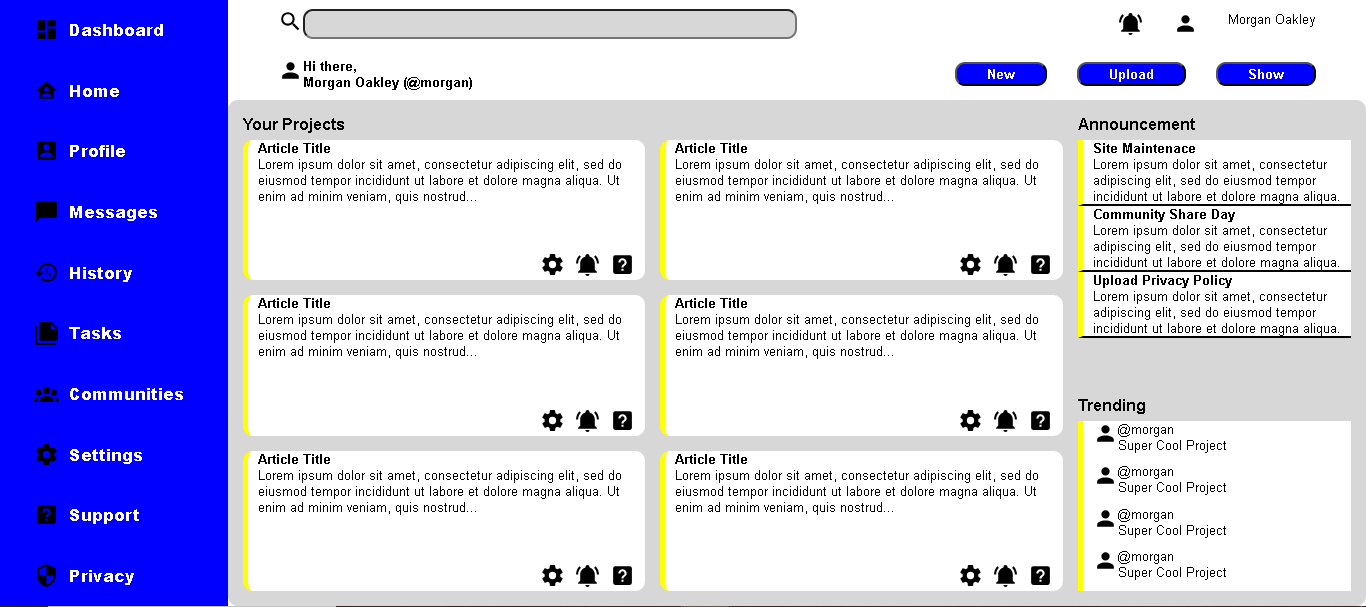 Dashboard
Home
Profile
Messages
History
Tasks
Communities
Settings
Support
Privacy
Morgan Oakley
Hi there,
Morgan Oakley (@morgan)
New
Upload
Show
Your Projects
Article Title
Lorem ipsum dolor sit amet, consectetur adipiscing elit, sed do
eiusmod tempor incididunt ut labore et dolore magna aliqua. Ut
enim ad minim veniam, quis nostrud...
Article Title
Lorem ipsum dolor sit amet, consectetur adipiscing elit, sed do
eiusmod tempor incididunt ut labore et dolore magna aliqua. Ut
enim ad minim veniam, quis nostrud...
Article Title
Lorem ipsum dolor sit amet, consectetur adipiscing elit, sed do
eiusmod tempor incididunt ut labore et dolore magna aliqua. Ut
enim ad minim veniam, quis nostrud...
Article Title
Lorem ipsum dolor sit amet, consectetur adipiscing elit, sed do
eiusmod tempor incididunt ut labore et dolore magna aliqua. Ut
enim ad minim veniam, quis nostrud...
Article Title
Lorem ipsum dolor sit amet, consectetur adipiscing elit, sed do
eiusmod tempor incididunt ut labore et dolore magna aliqua. Ut
enim ad minim veniam, quis nostrud...
Article Title
Lorem ipsum dolor sit amet, consectetur adipiscing elit, sed do
eiusmod tempor incididunt ut labore et dolore magna aliqua. Ut
enim ad minim veniam, quis nostrud...
Announcement
Site Maintenace
Lorem ipsum dolor sit amet, consectetur
adipiscing elit, sed do eiusmod tempor
incididunt ut labore et dolore magna aliqua.
Community Share Day
Lorem ipsum dolor sit amet, consectetur
adipiscing elit, sed do eiusmod tempor
incididunt ut labore et dolore magna aliqua.
Upload Privacy Policy
Lorem ipsum dolor sit amet, consectetur
adipiscing elit, sed do eiusmod tempor
incididunt ut labore et dolore magna aliqua.
Trending
@morgan
Super Cool Project
@morgan
Super Cool Project
@morgan
Super Cool Project
@morgan
Super Cool Project